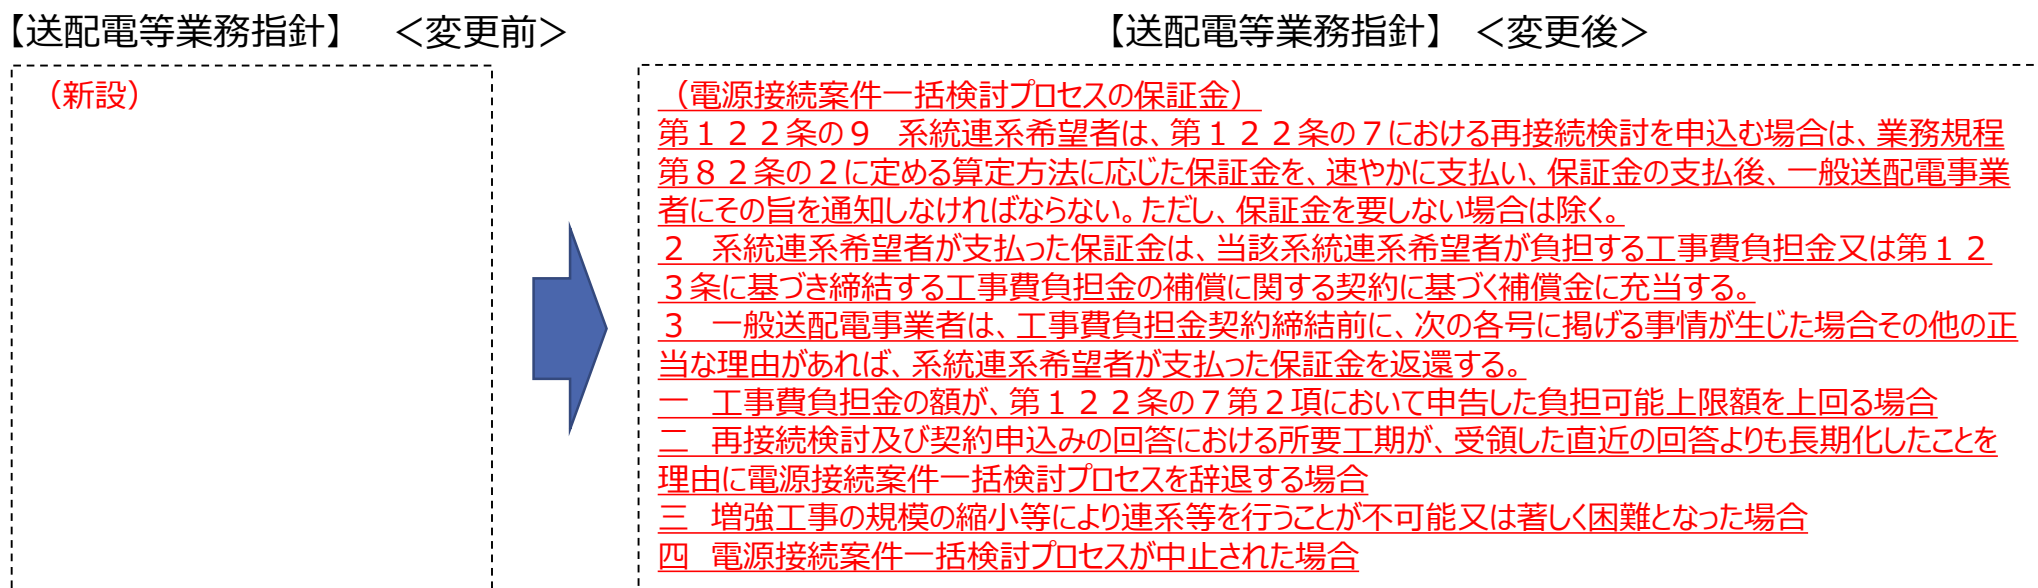 【送配電等業務指針】　＜変更前＞
（新設）
【送配電等業務指針】＜変更後＞
（電源接続案件一括検討プロセスの保証金）
第１２２条の９　系統連系希望者は、第１２２条の７における再接続検討を申込む場合は、業務規程
第８２条の２に定める算定方法に応じた保証金を、速やかに支払い、保証金の支払後、一般送配電事業
者にその旨を通知しなければならない。ただし、保証金を要しない場合は除く。
２　系統連系希望者が支払った保証金は、当該系統連系希望者が負担する工事費負担金又は第１２
３条に基づき締結する工事費負担金の補償に関する契約に基づく補償金に充当する。
３　一般送配電事業者は、工事費負担金契約締結前に、次の各号に掲げる事情が生じた場合その他の正
当な理由があれば、系統連系希望者が支払った保証金を返還する。
一　工事費負担金の額が、第１２２条の７第２項において申告した負担可能上限額を上回る場合
二　再接続検討及び契約申込みの回答における所要工期が、受領した直近の回答よりも長期化したことを
理由に電源接続案件一括検討プロセスを辞退する場合
三　増強工事の規模の縮小等により連系等を行うことが不可能又は著しく困難となった場合
四　電源接続案件一括検討プロセスが中止された場合